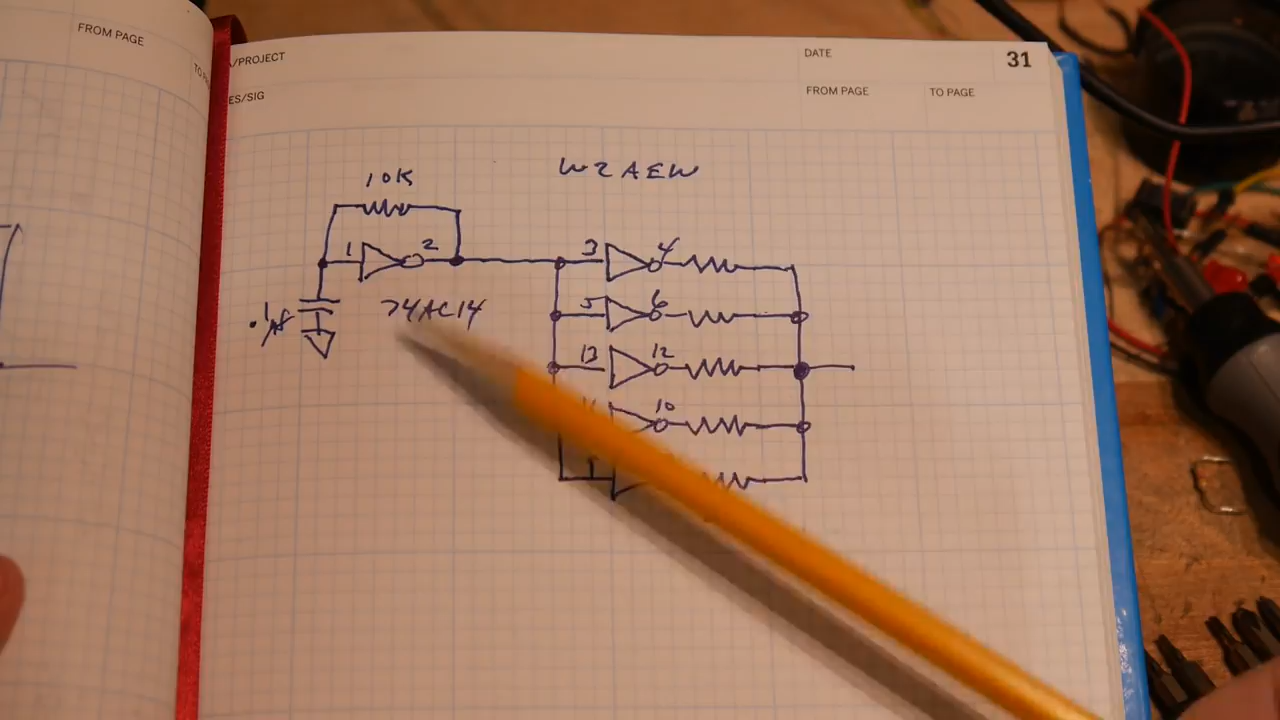 FROM PAGE
/PROJECT
DATE
31
ES/SIG
FROM PAGE
TO PAGE
10K
W2AEW
1
2
3
4
.1µf
74AC14
5
6
13
12
10